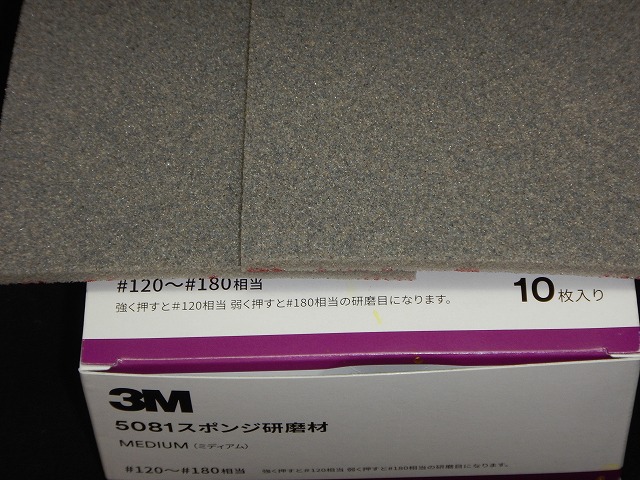 #120～#180相当
強く押すと#120相当 弱く押すと#180相当の研磨目になります。
10枚入り
3M
5081スポンジ研磨材
MEDIUM（ミディアム）
#120～#180相当 強く押すと#120相当 弱く押すと#180相当の研磨目になります。